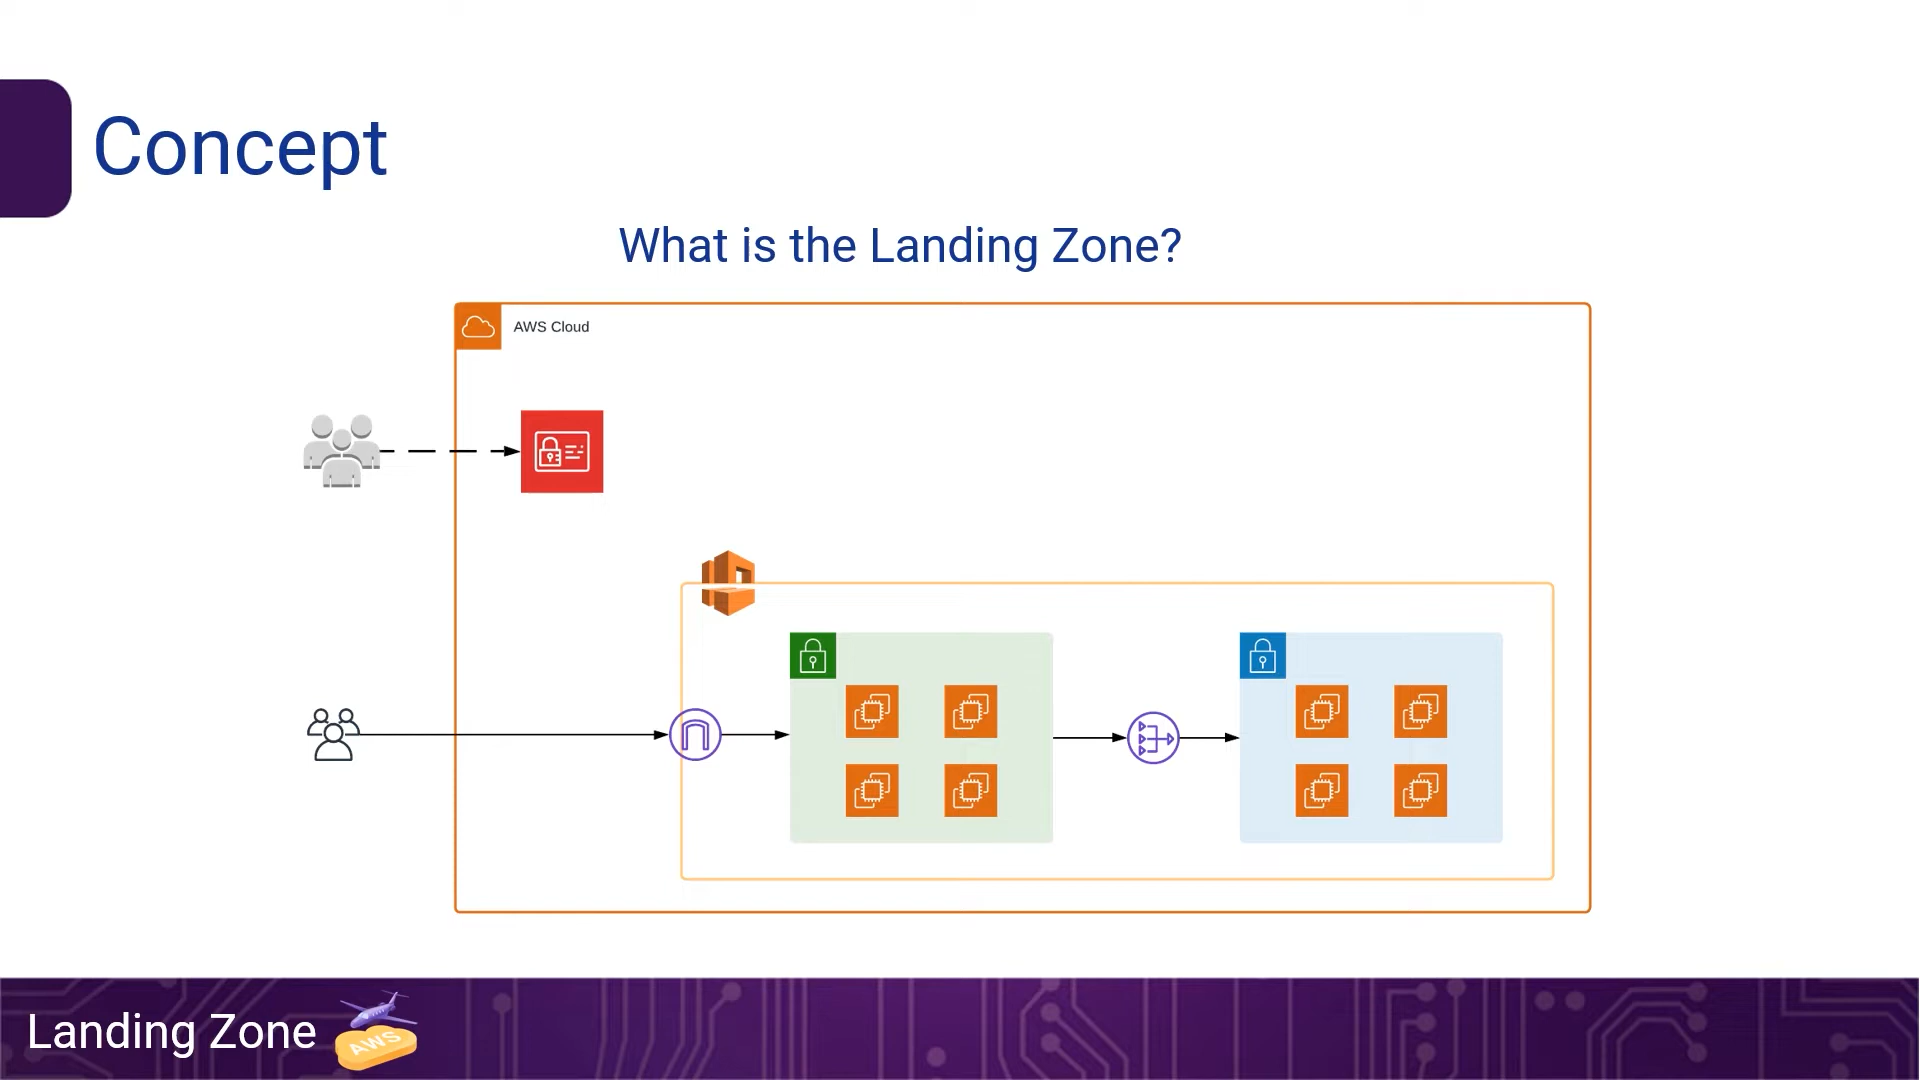 Concept
What is the Landing Zone?
AWS Cloud
Landing Zone
AWS